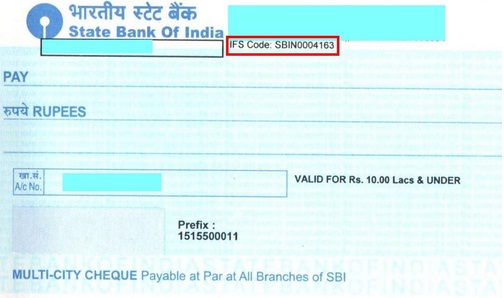 भारतीय स्टेट बैंक
State Bank Of India
IFS Code: SBIN0004163
PAY
रुपये RUPEES
खा.सं.
A/c No.
VALID FOR Rs. 10.00 Lacs & UNDER
Prefix :
1515500011
MULTI-CITY CHEQUE Payable at Par at All Branches of SBI